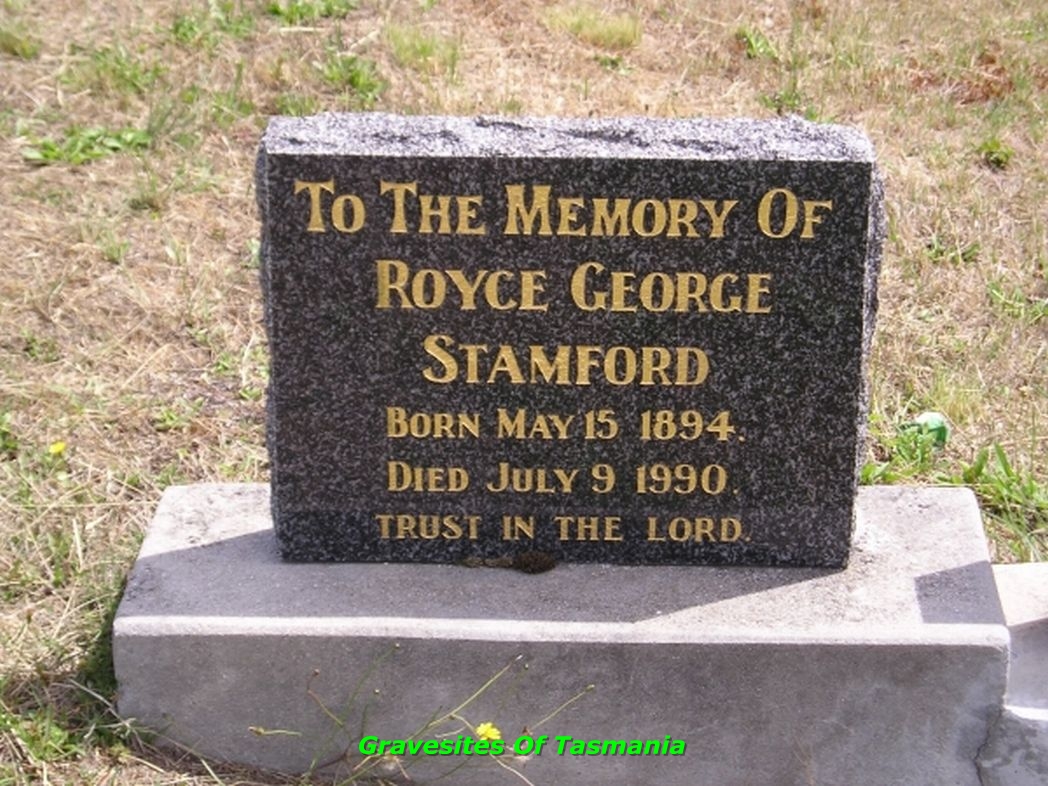 To The Memory Of
Royce George
Stamford
Born May 15 1894.
Died July 9 1990.
TRUST IN THE LORD.
Gravesites Of Tasmania